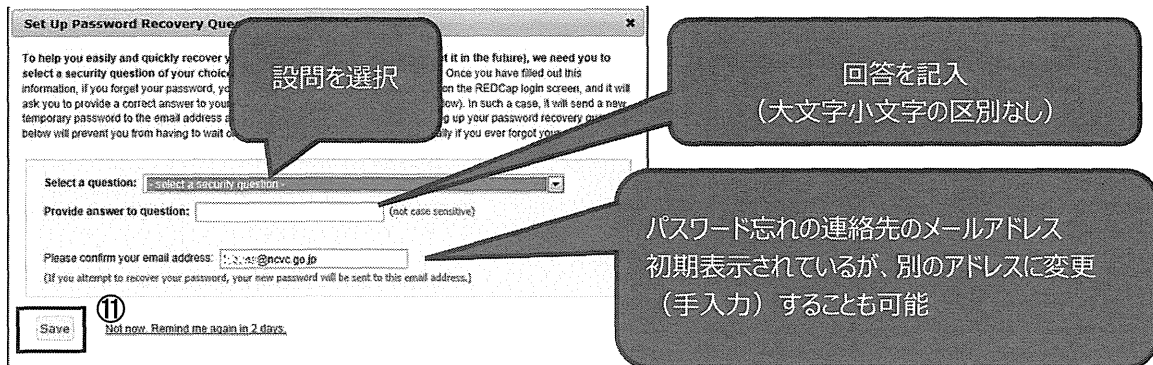 Set Up Password Recovery Que
To help you easily and quickly recover y t it in the future), we need you to
select a security question of your choic Once you have filled out this
information, if you forget your password, yo on the REDCap login screen, and it will
ask you to provide a correct answer to your low). In such a case, it will send a new
temporary password to the email address a g up your password recovery
below will prevent you from having to wait o ly if you ever forgot
設問を選択
回答を記入
（大文字小文字の区別なし）
Select a question: - select a security question -
Provide answer to question: (not case sensitive)
パスワード忘れの連絡先のメールアドレス
初期表示されているが、別のアドレスに変更
（手入力）することも可能
Please confirm your email address: @ncvc.go.jp
(If you attempt to recover your password, your new password will be sent to this email address.)
⑪
Save Not now. Remind me again in 2 days.